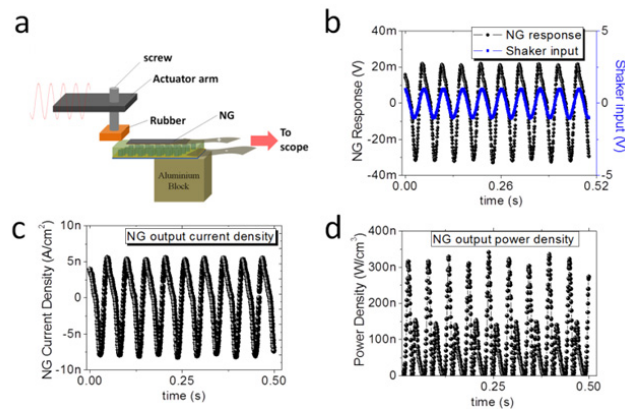 a
screw
Actuator arm
Rubber
NG
To
scope
Aluminium
Block
b
NG response
Shaker input
NG Response (V)
40m
20m
0
-20m
-40m
5
0
-5
Shaker input (V)
0.00
0.26
0.52
time (s)
c
NG output current density
NG Current Density (A/cm²)
10n
5n
0
-5n
-10n
0.00
0.25
0.50
time (s)
d
NG output power density
Power Density (W/cm³)
400n
300n
200n
100n
0
0.25
0.50
time (s)